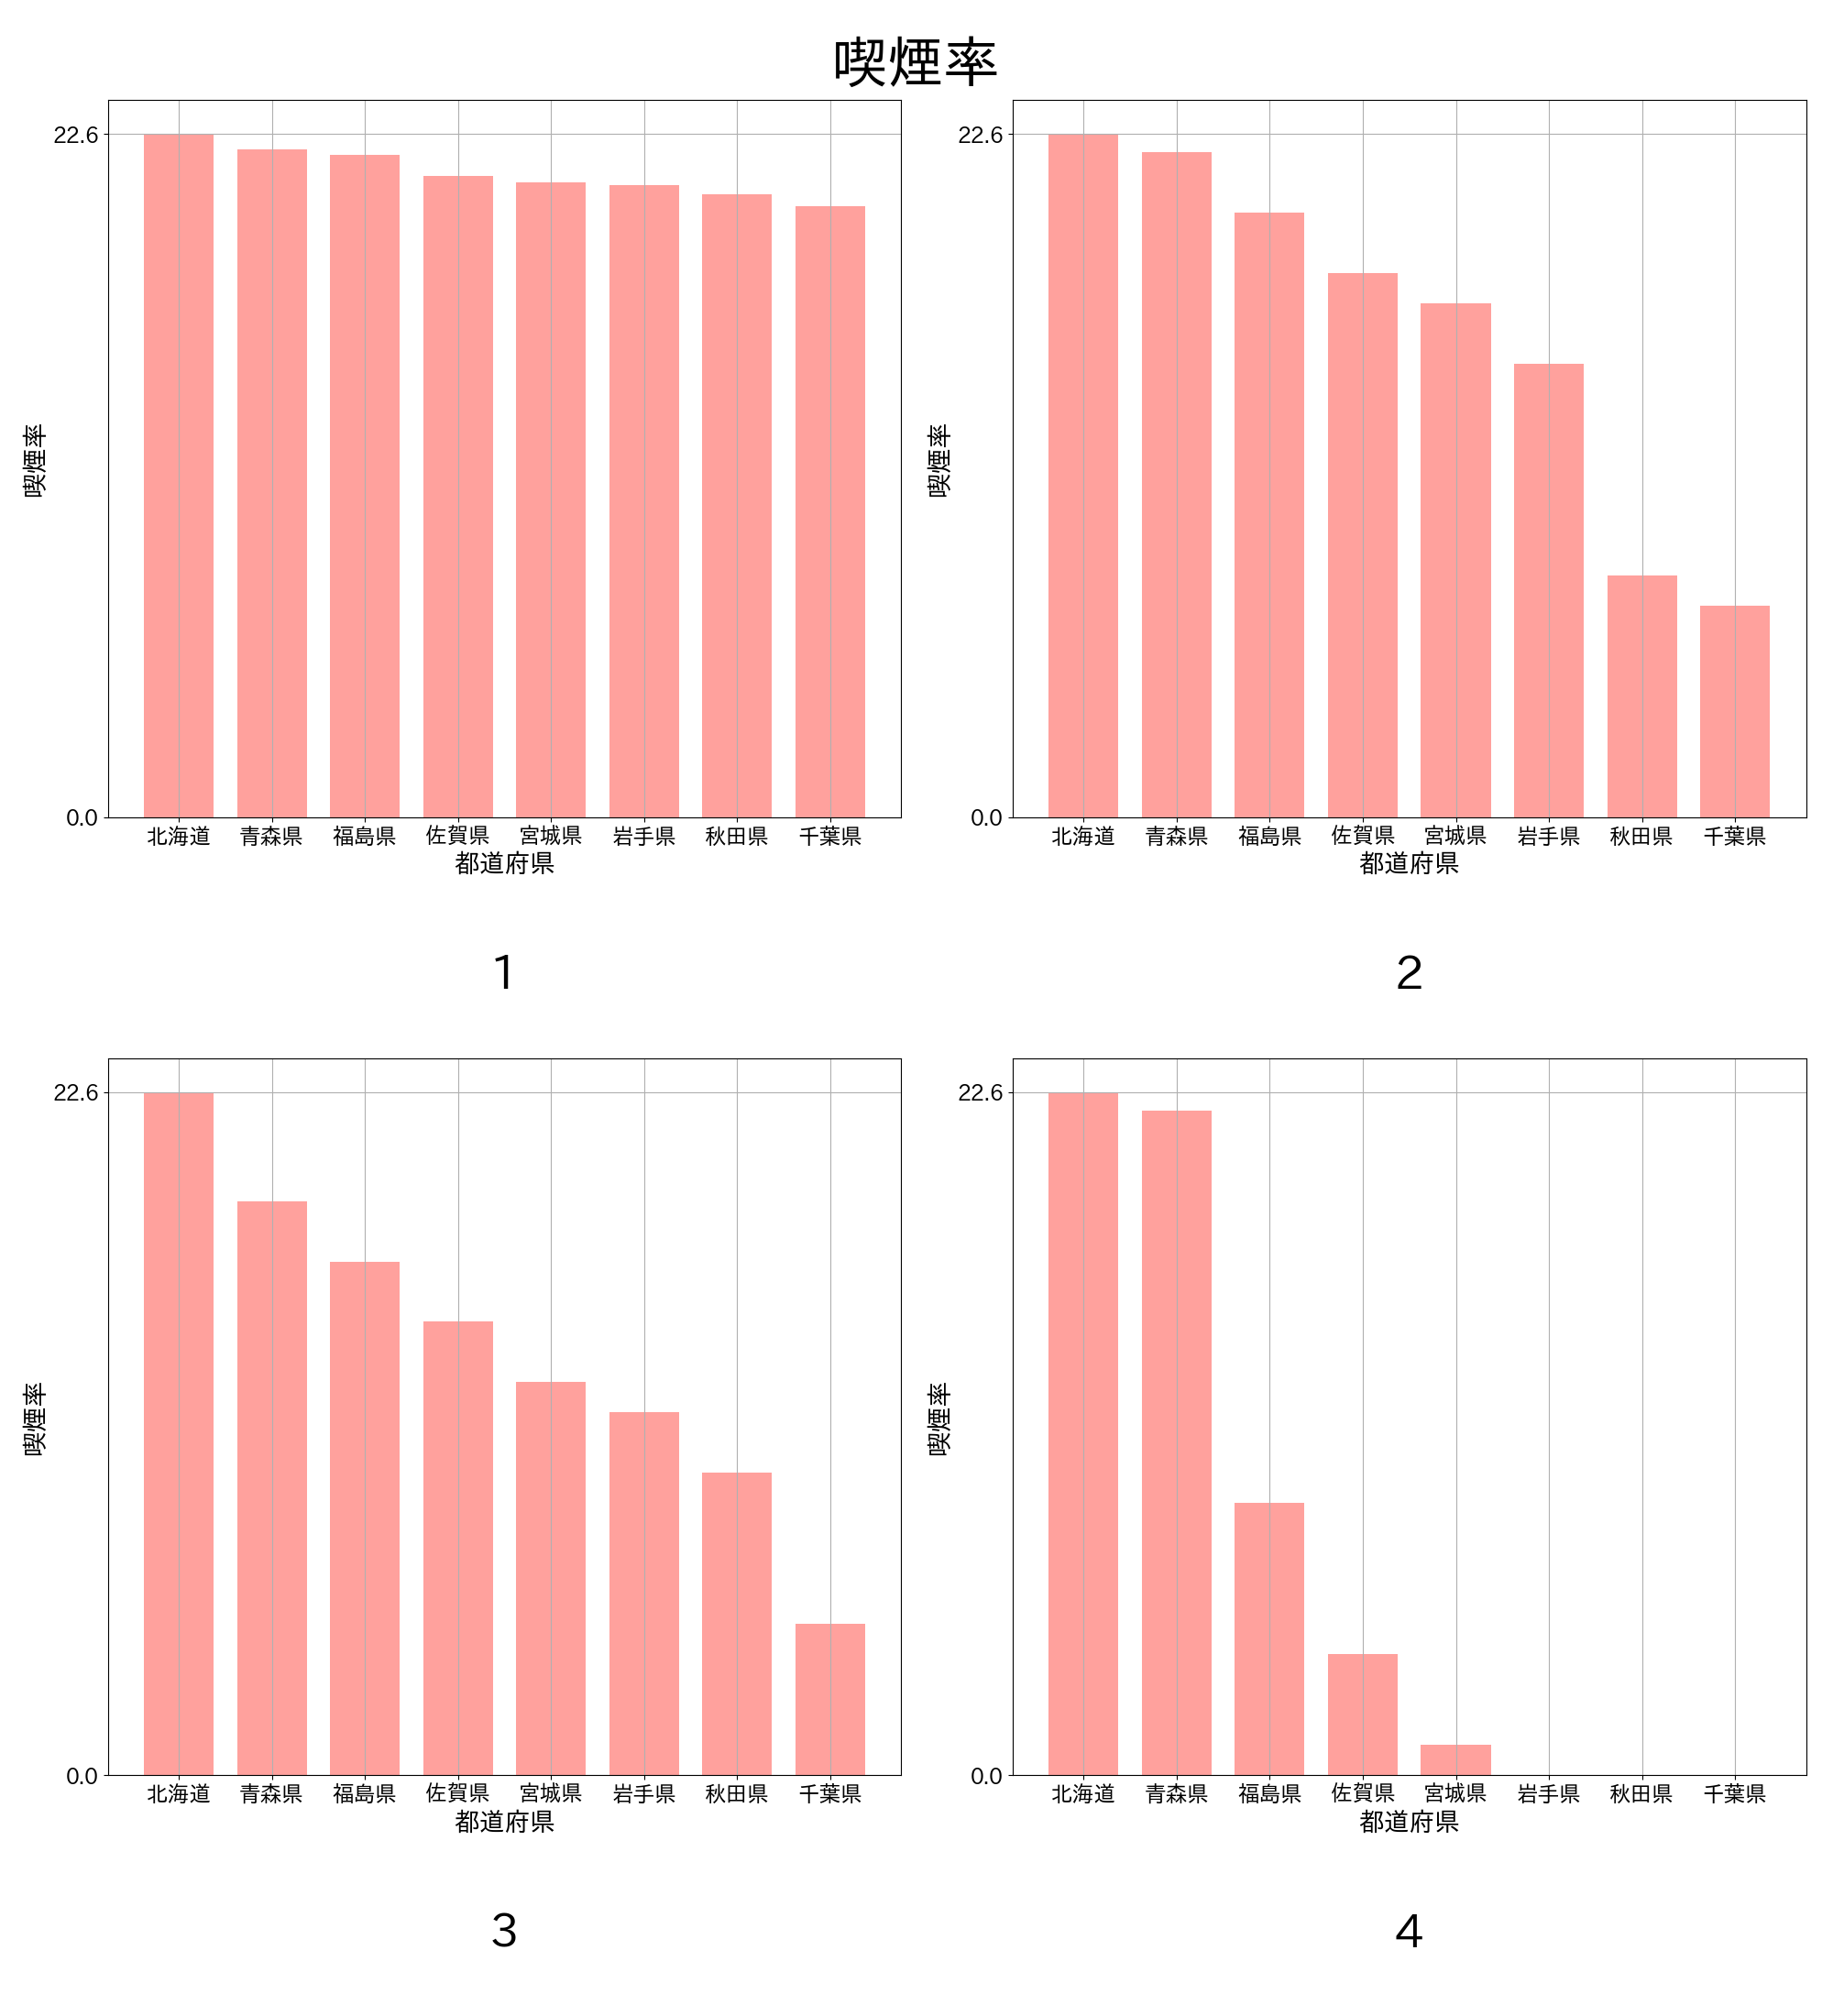 喫煙率
22.6
喫煙率
0.0
北海道 青森県 福島県 佐賀県 宮城県 岩手県 秋田県 千葉県
都道府県
1
22.6
喫煙率
0.0
北海道 青森県 福島県 佐賀県 宮城県 岩手県 秋田県 千葉県
都道府県
2
22.6
喫煙率
0.0
北海道 青森県 福島県 佐賀県 宮城県 岩手県 秋田県 千葉県
都道府県
3
22.6
喫煙率
0.0
北海道 青森県 福島県 佐賀県 宮城県 岩手県 秋田県 千葉県
都道府県
4